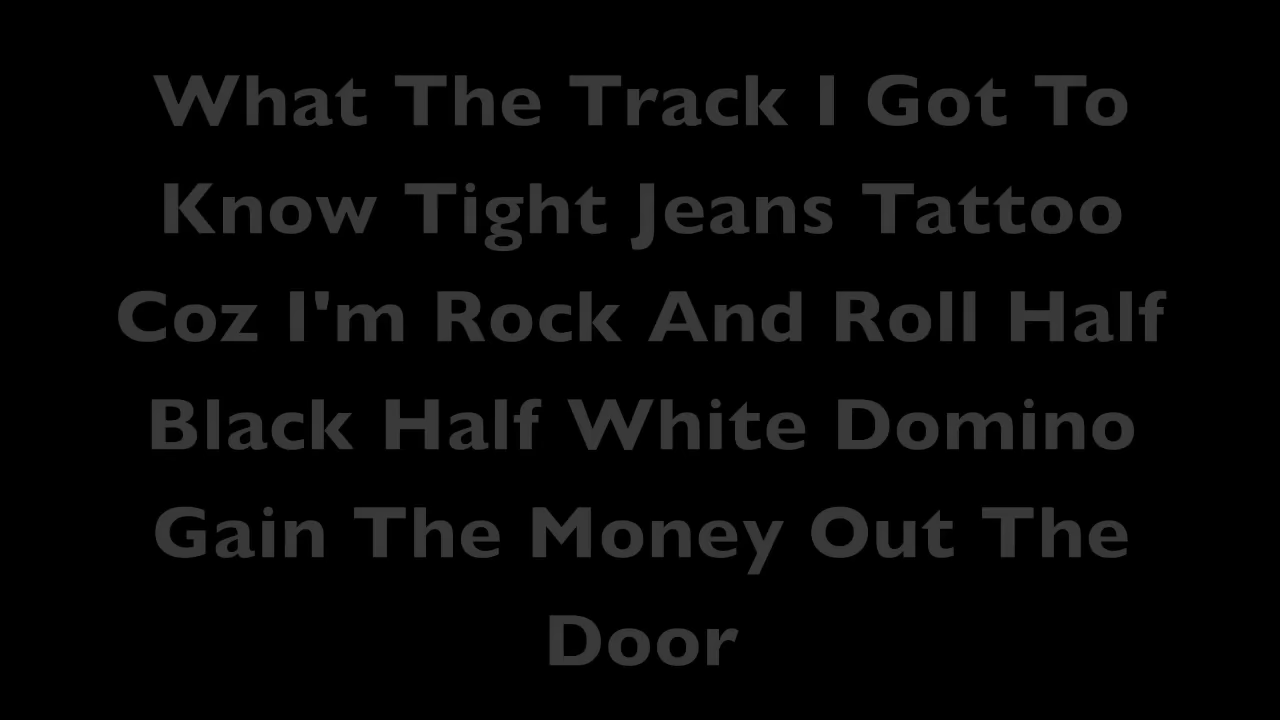 What The Track I Got To
Know Tight Jeans Tattoo
Coz I'm Rock And Roll Half
Black Half White Domino
Gain The Money Out The
Door